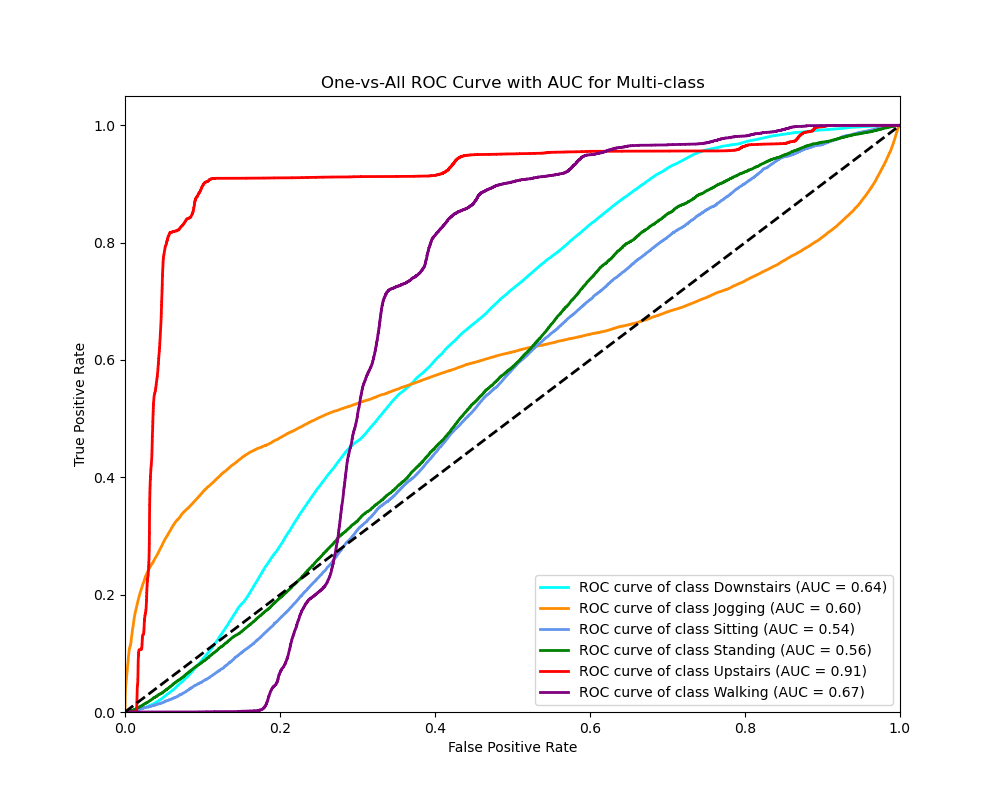 One-vs-All ROC Curve with AUC for Multi-class
True Positive Rate
1.0
0.8
0.6
0.4
0.2
0.0
0.0 0.2 0.4 0.6 0.8 1.0
False Positive Rate
ROC curve of class Downstairs (AUC = 0.64)
ROC curve of class Jogging (AUC = 0.60)
ROC curve of class Sitting (AUC = 0.54)
ROC curve of class Standing (AUC = 0.56)
ROC curve of class Upstairs (AUC = 0.91)
ROC curve of class Walking (AUC = 0.67)